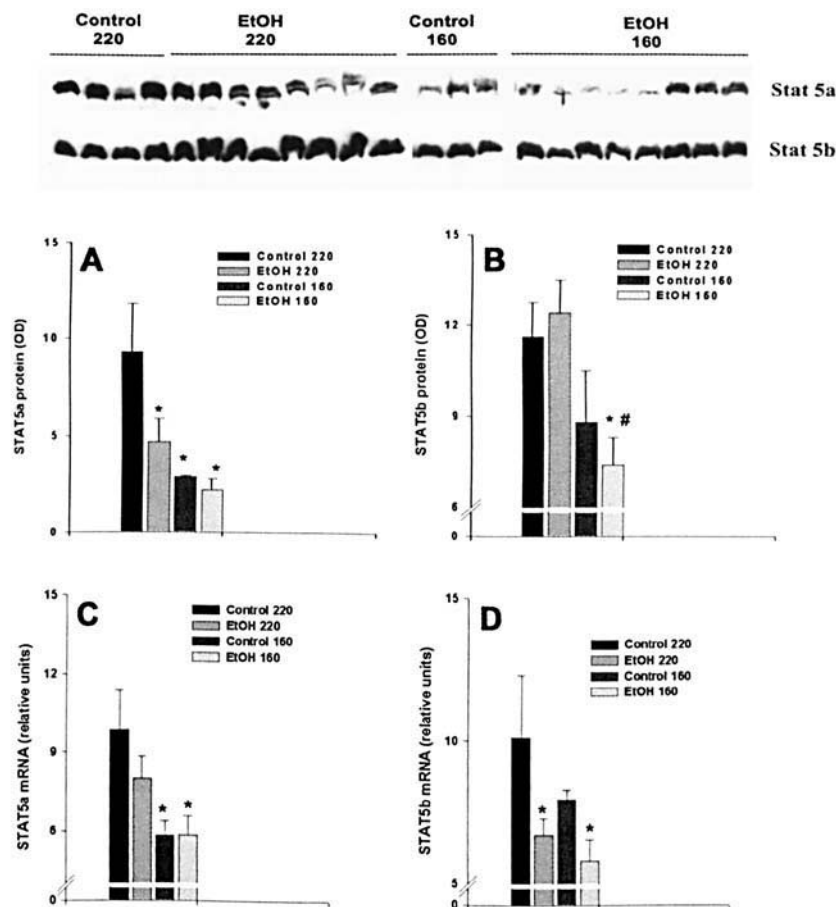 Control EtOH Control EtOH
220 220 160 160
Stat 5a
Stat 5b
A
Control 220
EtOH 220
Control 160
EtOH 160
STAT5a protein (OD)
15
10
5
0
*
*
*
B
Control 220
EtOH 220
Control 160
EtOH 160
STAT5b protein (OD)
15
12
9
6
0
* #
C
Control 220
EtOH 220
Control 160
EtOH 160
STAT5a mRNA (relative units)
15
12
9
6
0
* *
D
Control 220
EtOH 220
Control 160
EtOH 160
STAT5b mRNA (relative units)
15
10
5
0
*
*